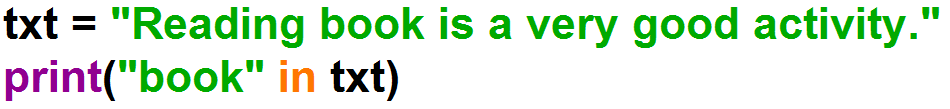 txt = "Reading book is a very good activity."
print("book" in txt)